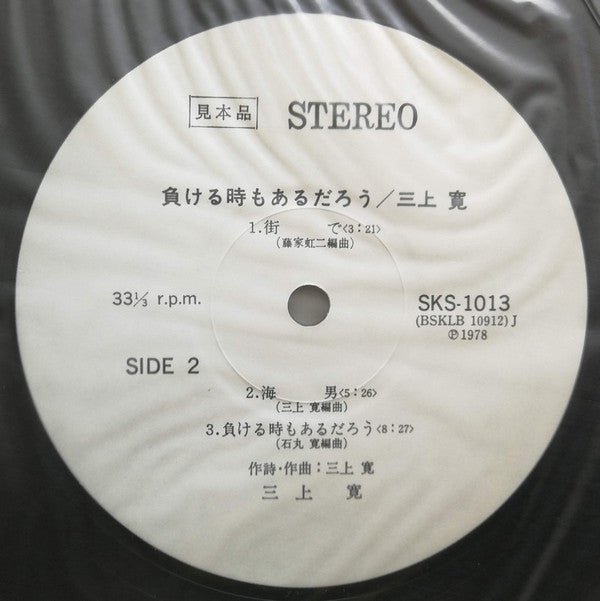 見本品 STEREO
負ける時もあるだろう／三上 寛
1.街 で<3:21>
(藤家虹二編曲)
33⅓ r.p.m.
SKS-1013
(BSKLB 10912) J
℗1978
SIDE 2
2.海 男<5:26>
(三上 寛編曲)
3.負ける時もあるだろう<8:27>
(石丸 寛編曲)
作詩・作曲：三上 寛
三 上 寛